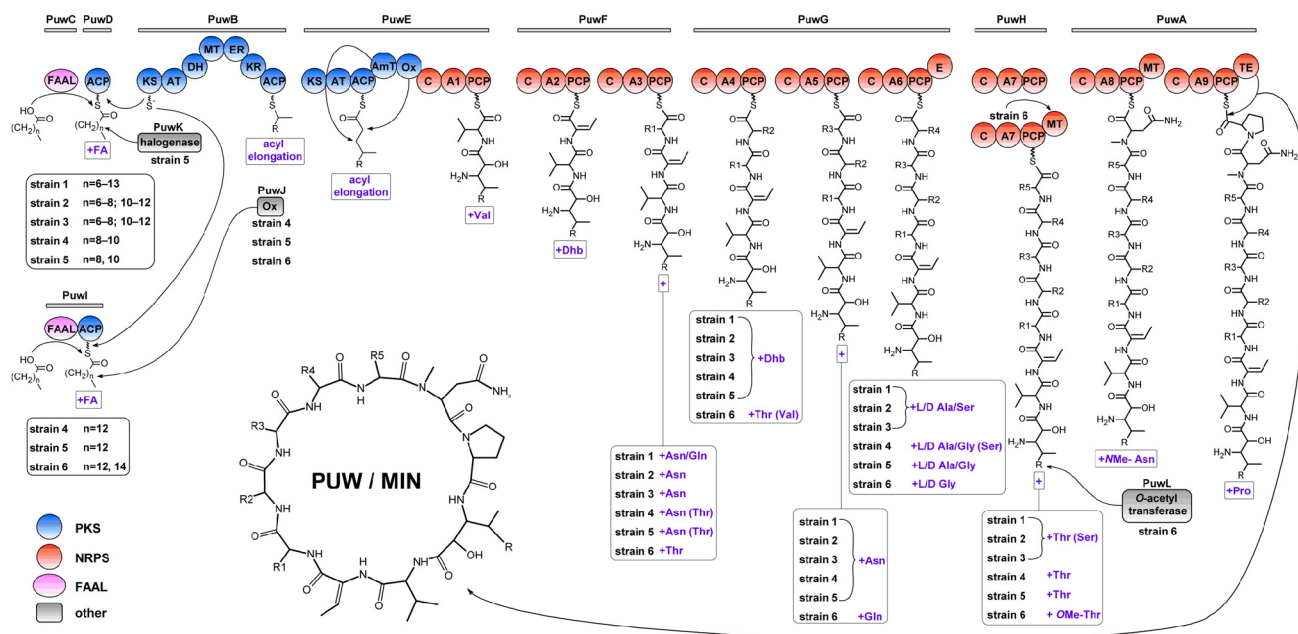 PuwC PuwD PuwB PuwE PuwF PuwG PuwH PuwA
FAAL ACP KS AT DH MT ER KR ACP KS AT ACP AmT Ox C A1 PCP C A2 PCP C A3 PCP C A4 PCP C A5 PCP C A6 PCP E C A7 PCP C A8 PCP MT C A9 PCP TE
strain 6
C A7 PCP MT
PuwK
halogenase
strain 5
+FA
acyl
elongation
acyl
elongation
+Val
+Dhb
+
strain 1 n=6–13
strain 2 n=6–8; 10–12
strain 3 n=6–8; 10–12
strain 4 n=8–10
strain 5 n=8, 10
PuwJ
Ox
strain 4
strain 5
strain 6
PuwI
FAAL ACP
+FA
strain 4 n=12
strain 5 n=12
strain 6 n=12, 14
PKS
NRPS
FAAL
other
R4 R5
R3
R2
R1
R
PUW / MIN
strain 1 +Asn/Gln
strain 2 +Asn
strain 3 +Asn
strain 4 +Asn (Thr)
strain 5 +Asn (Thr)
strain 6 +Thr
strain 1
strain 2
strain 3 +Dhb
strain 4
strain 5
strain 6 +Thr (Val)
+
strain 1
strain 2
strain 3 +Asn
strain 4
strain 5
strain 6 +Gln
strain 1
strain 2 +L/D Ala/Ser
strain 3
strain 4 +L/D Ala/Gly (Ser)
strain 5 +L/D Ala/Gly
strain 6 +L/D Gly
+
strain 1
strain 2 +Thr (Ser)
strain 3
strain 4 +Thr
strain 5 +Thr
strain 6 + OMe-Thr
+NMe- Asn
PuwL
O-acetyl
transferase
strain 6
+Pro